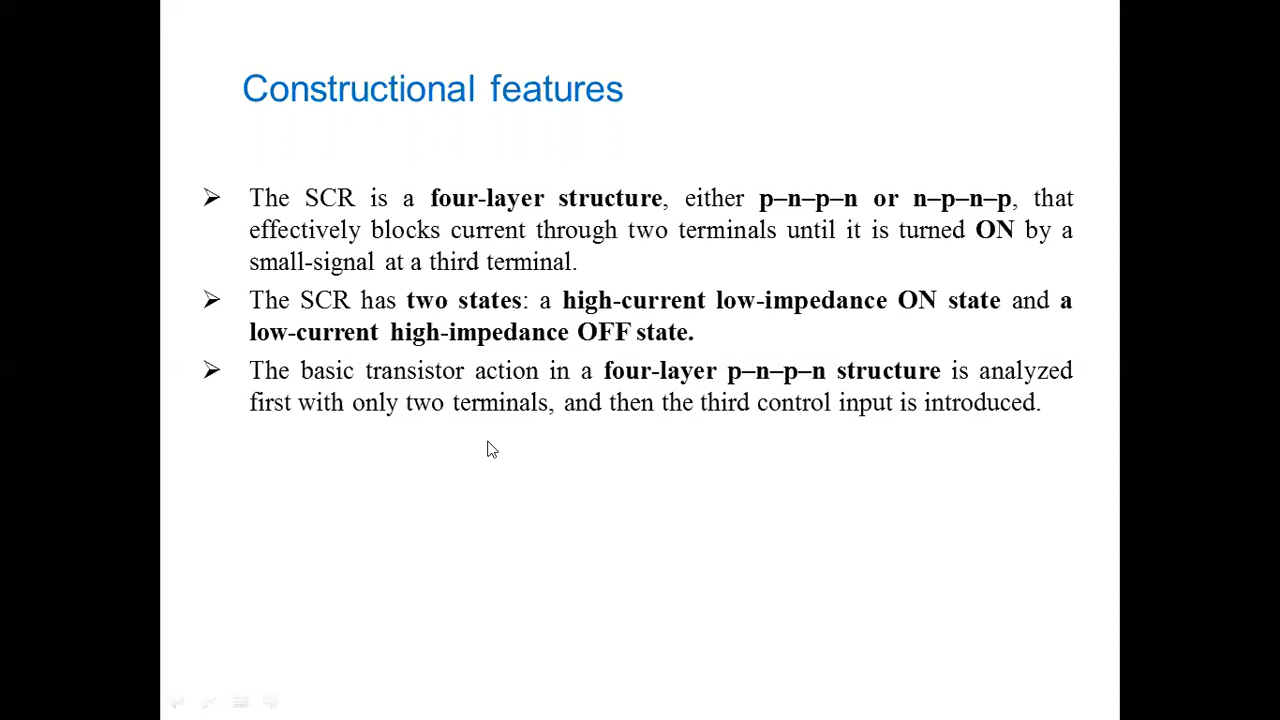 Constructional features
The SCR is a four-layer structure, either p–n–p–n or n–p–n–p, that
effectively blocks current through two terminals until it is turned ON by a
small-signal at a third terminal.
The SCR has two states: a high-current low-impedance ON state and a
low-current high-impedance OFF state.
The basic transistor action in a four-layer p–n–p–n structure is analyzed
first with only two terminals, and then the third control input is introduced.